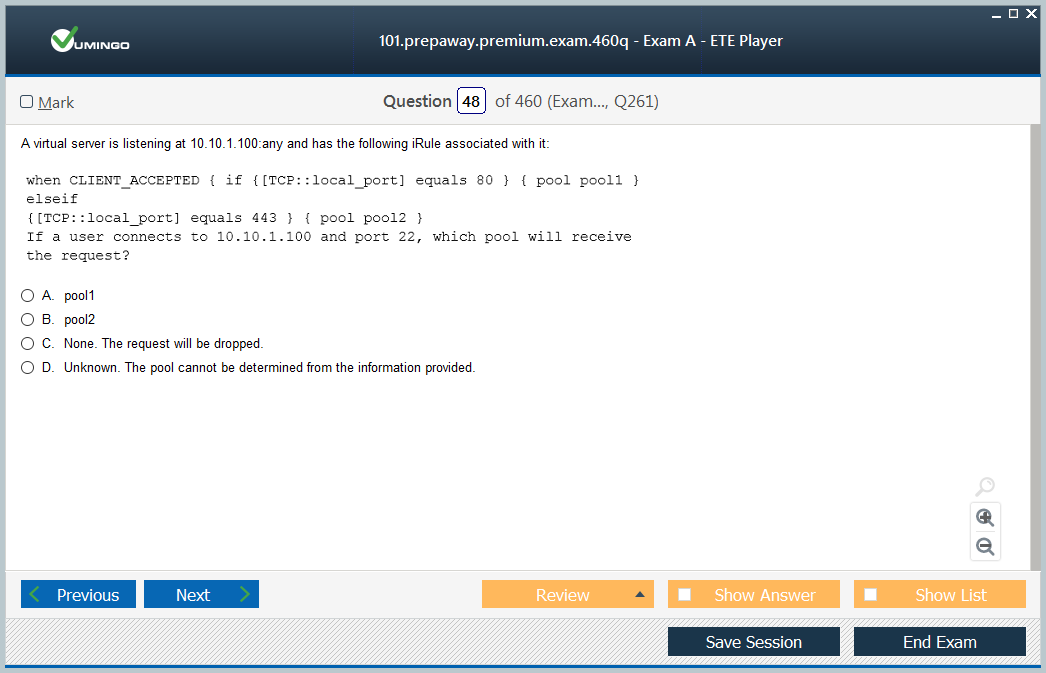 VUMINGO
101.prepaway.premium.exam.460q - Exam A - ETE Player
Mark
Question 48 of 460 (Exam..., Q261)
A virtual server is listening at 10.10.1.100:any and has the following iRule associated with it:
when CLIENT_ACCEPTED { if {[TCP::local_port] equals 80 } { pool pool1 }
elseif
{[TCP::local_port] equals 443 } { pool pool2 }
If a user connects to 10.10.1.100 and port 22, which pool will receive
the request?
A. pool1
B. pool2
C. None. The request will be dropped.
D. Unknown. The pool cannot be determined from the information provided.
Previous Next Review Show Answer Show List
Save Session End Exam